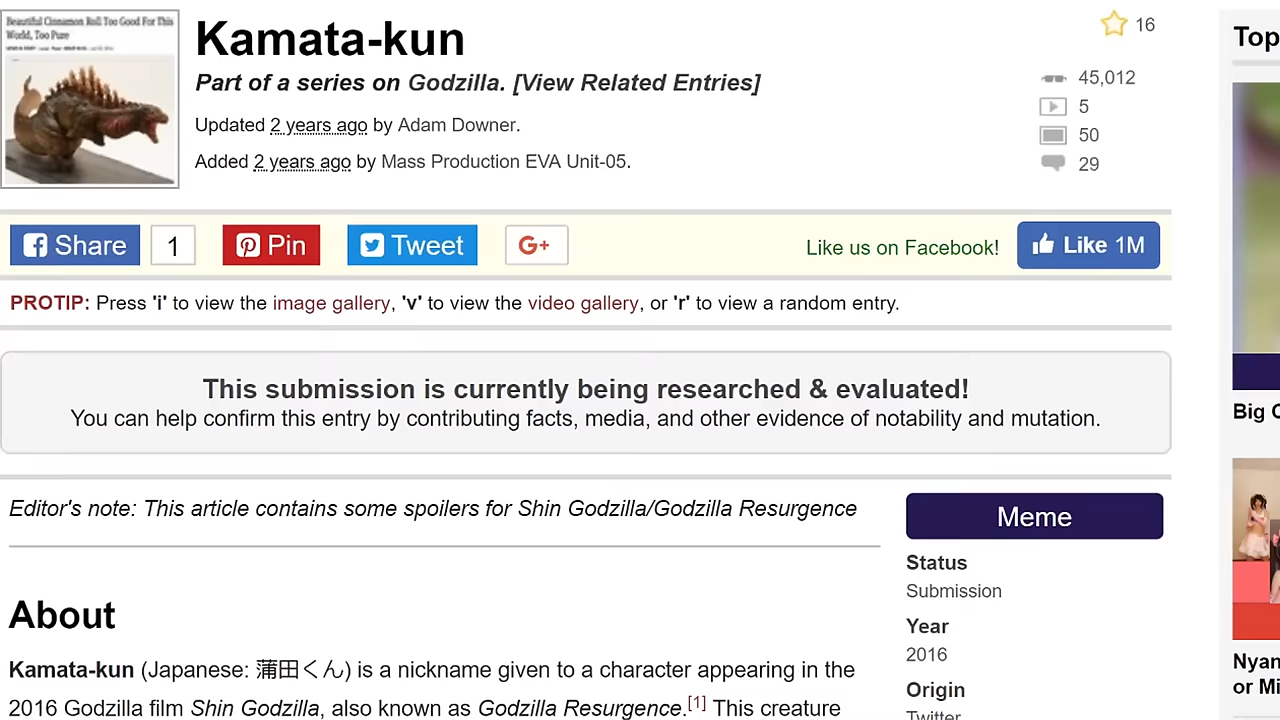 Beautiful Cinnamon Roll Too Good For This
World, Too Pure
Kamata-kun
Part of a series on Godzilla. [View Related Entries]
Updated 2 years ago by Adam Downer.
Added 2 years ago by Mass Production EVA Unit-05.
16
45,012
5
50
29
Share
1
Pin
Tweet
G+
Like us on Facebook!
Like 1M
PROTIP: Press 'i' to view the image gallery, 'v' to view the video gallery, or 'r' to view a random entry.
This submission is currently being researched & evaluated!
You can help confirm this entry by contributing facts, media, and other evidence of notability and mutation.
Editor's note: This article contains some spoilers for Shin Godzilla/Godzilla Resurgence
About
Kamata-kun (Japanese: 蒲田くん) is a nickname given to a character appearing in the
2016 Godzilla film Shin Godzilla, also known as Godzilla Resurgence.[1] This creature
Meme
Status
Submission
Year
2016
Origin
Twitter
Top
Big
Nyan
or Mi